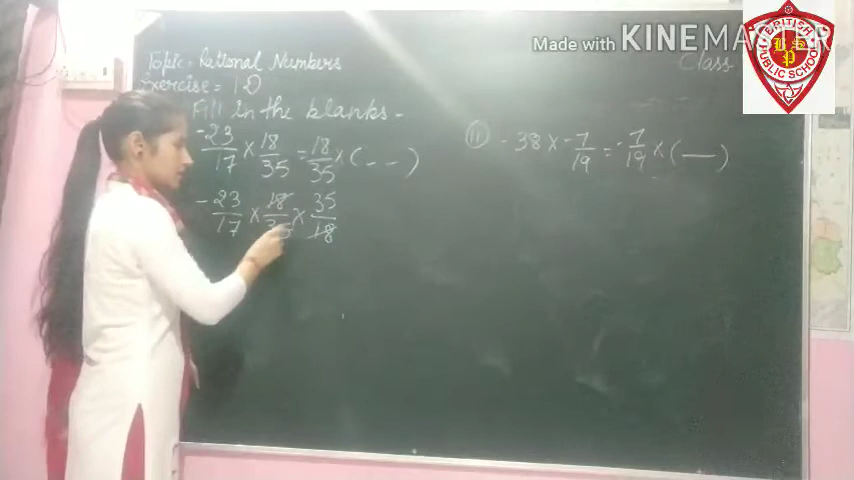 Made with KINEMASTER
BRITISH
B S
P
PUBLIC SCHOOL
Topic = Rational Numbers
Class
Exercise = 1D
Fill in the blanks -
-23/17 × 18/35 = 18/35 × (- - -)
(ii) -38 × -7/19 = -7/19 × ( — )
-23/17 × 18/35 × 35/18